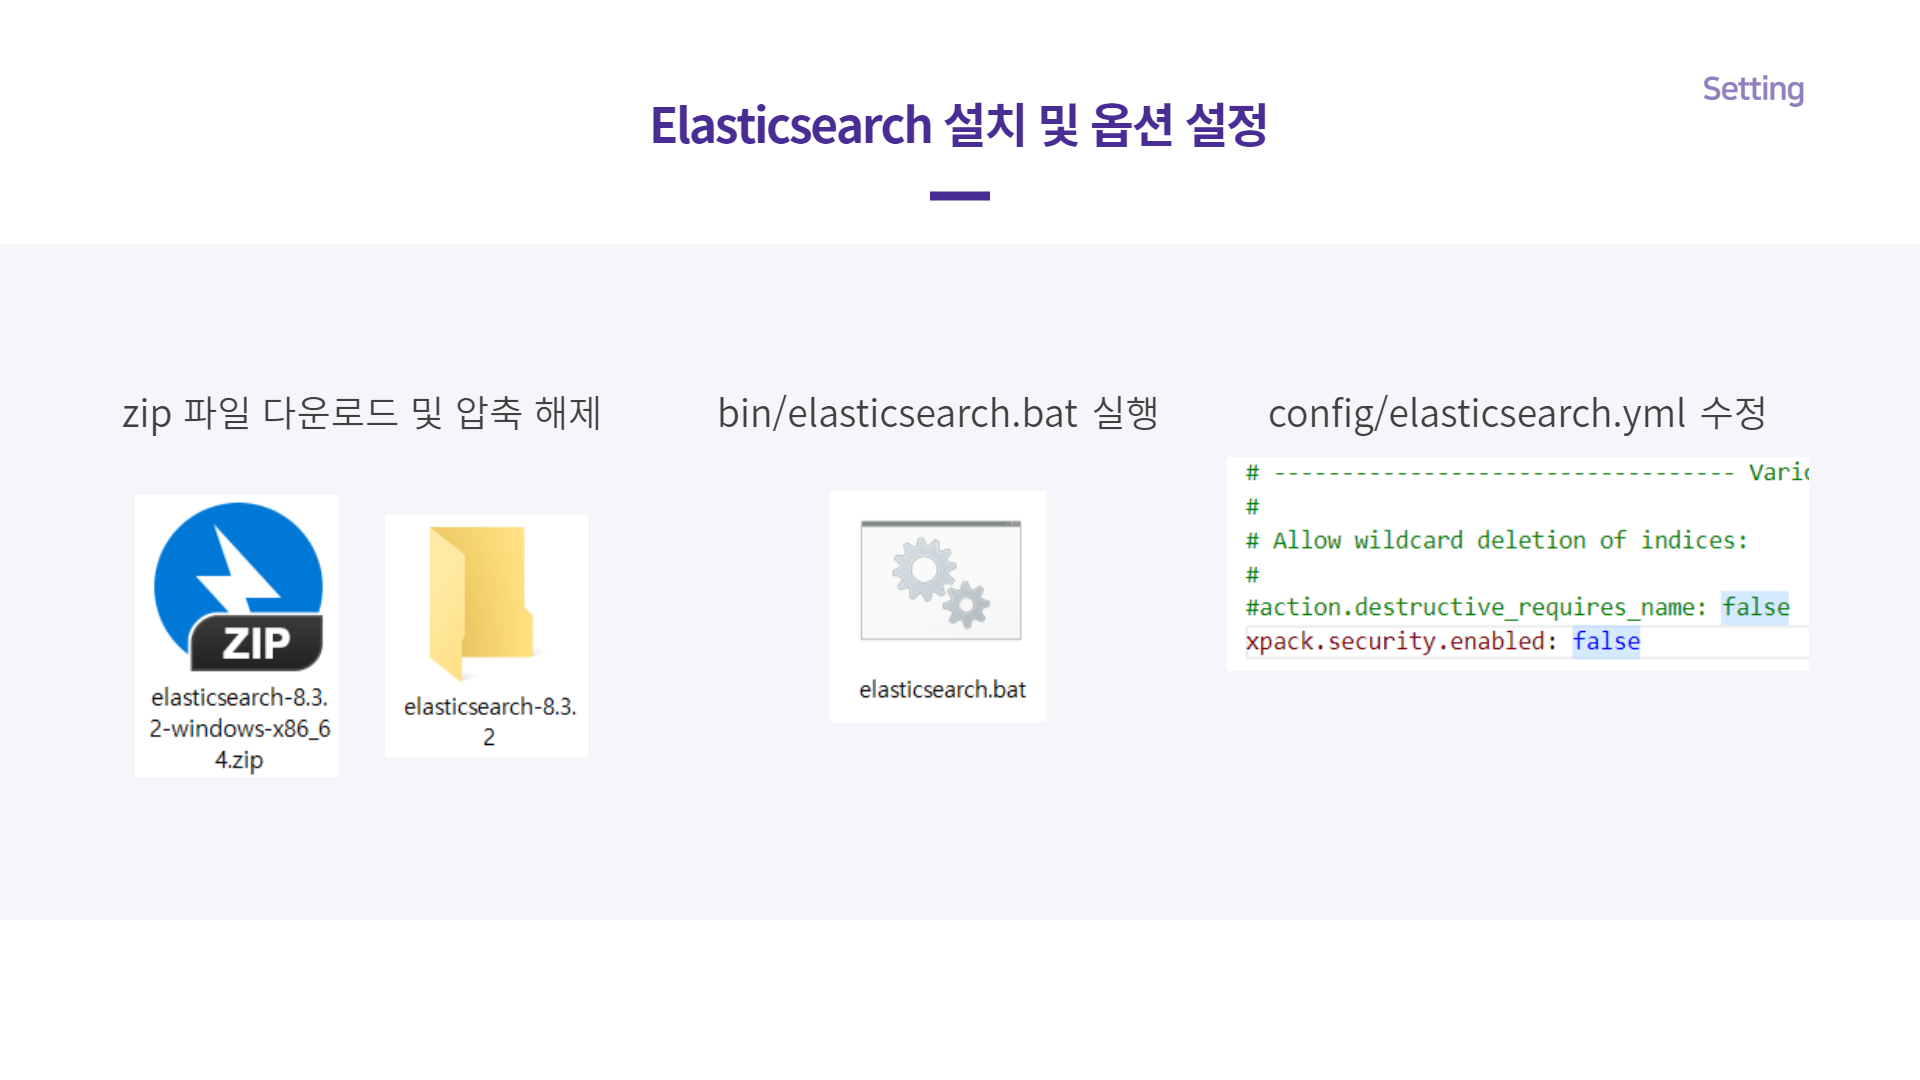 Setting
Elasticsearch 설치 및 옵션 설정
zip 파일 다운로드 및 압축 해제
ZIP
elasticsearch-8.3.
2-windows-x86_6
4.zip
elasticsearch-8.3.
2
bin/elasticsearch.bat 실행
elasticsearch.bat
config/elasticsearch.yml 수정
# ---------------------------------- Vario
#
# Allow wildcard deletion of indices:
#
#action.destructive_requires_name: false
xpack.security.enabled: false